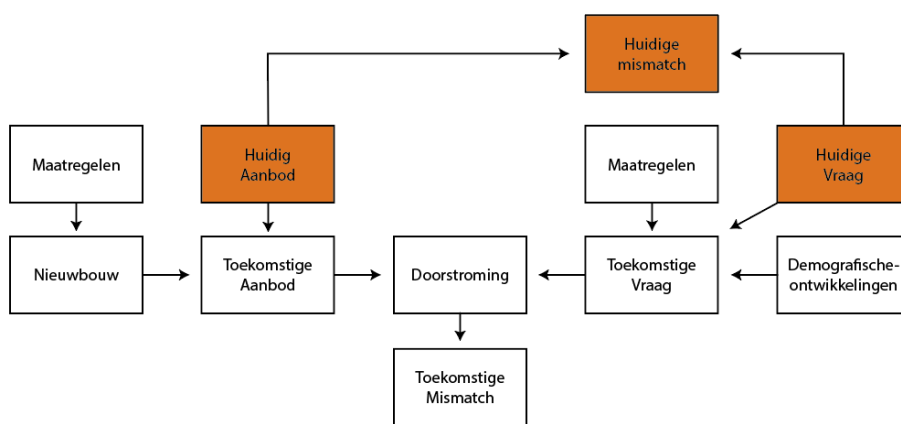 Huidige
mismatch
Maatregelen
Huidig
Aanbod
Maatregelen
Huidige
Vraag
Nieuwbouw
Toekomstige
Aanbod
Doorstroming
Toekomstige
Vraag
Demografische-
ontwikkelingen
Toekomstige
Mismatch